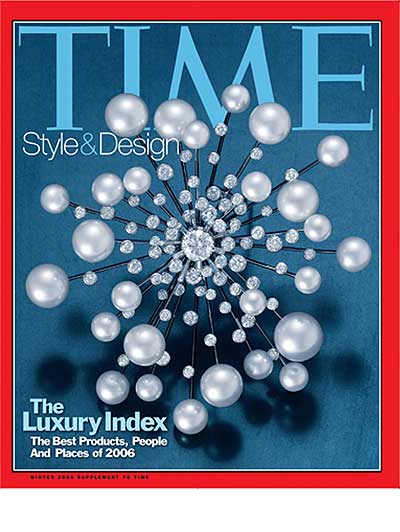 TIME
Style&Design
The
Luxury Index
The Best Products, People
And Places of 2006
WINTER 2006 SUPPLEMENT TO TIME